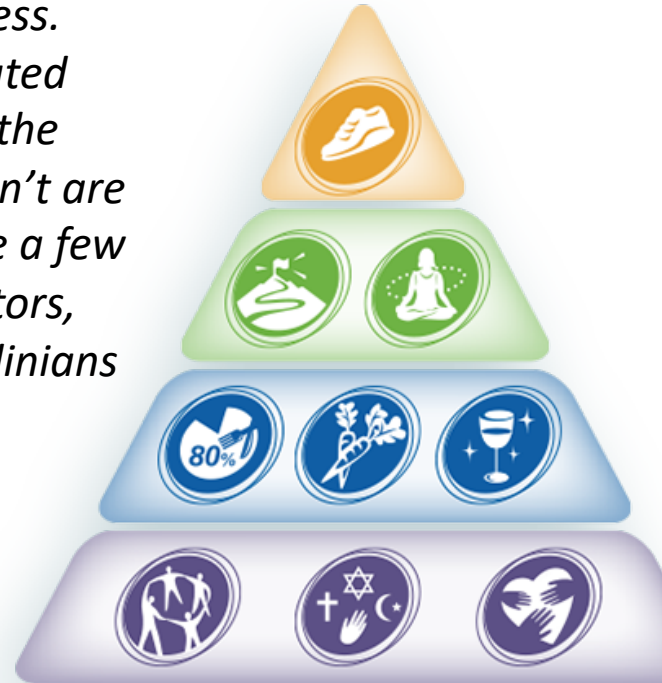 ess.
ated
the
n't are
e a few
tors,
linians
80%